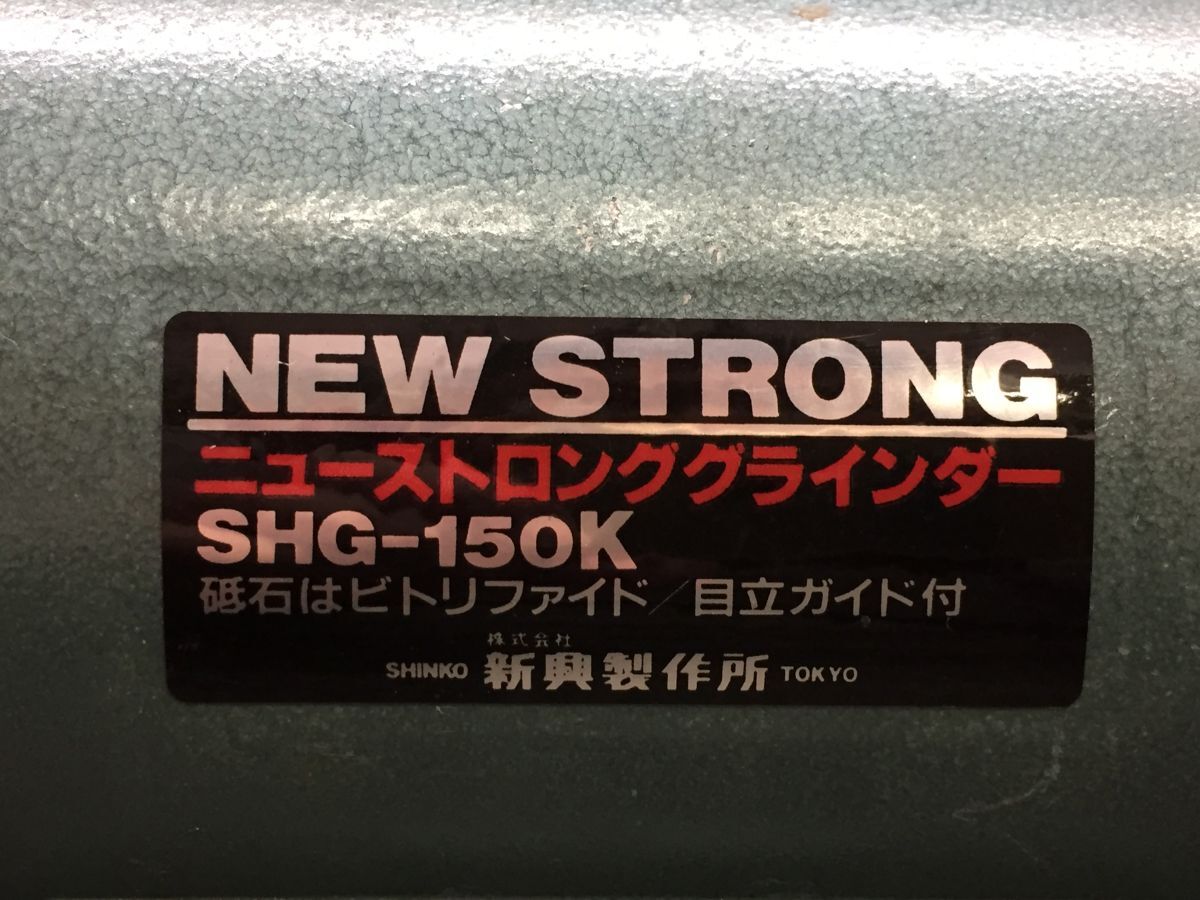 NEW STRONG
ニューストロンググラインダー
SHG-150K
砥石はビトリファイド/目立ガイド付
株式会社
SHINKO 新興製作所 TOKYO